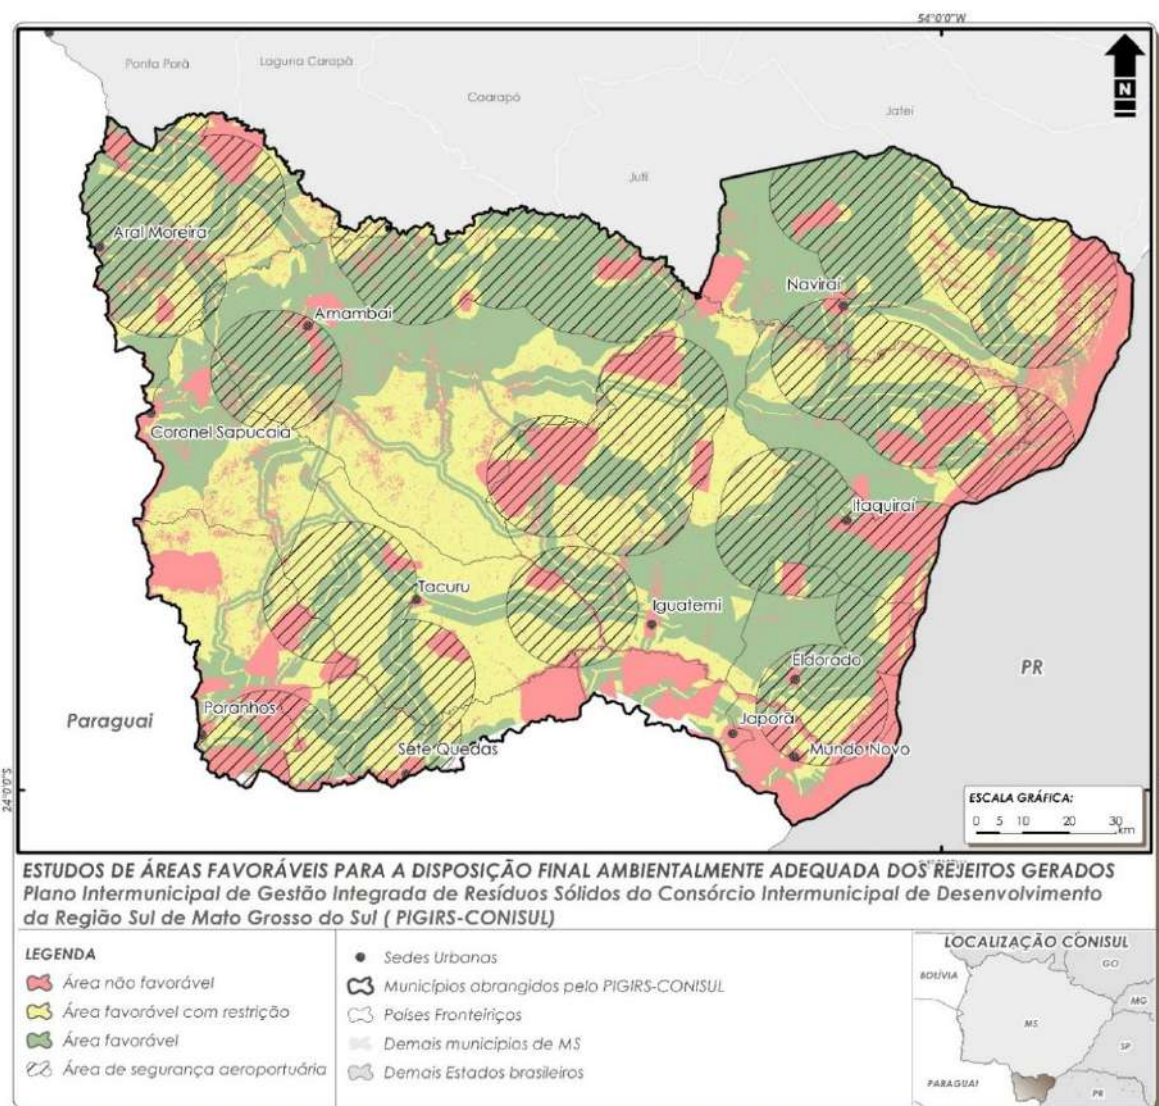 54°0'0"W
Ponta Porã
Laguna Carapã
Caarapó
Jateí
Juti
N
Aral Moreira
Naviraí
Amambai
Coronel Sapucaia
Itaquiraí
Tacuru
Iguatemi
Eldorado
PR
Paranhos
Paraguai
Japorã
Sete Quedas
Mundo Novo
24°0'0"S
ESCALA GRÁFICA:
0 5 10 20 30
km
ESTUDOS DE ÁREAS FAVORÁVEIS PARA A DISPOSIÇÃO FINAL AMBIENTALMENTE ADEQUADA DOS REJEITOS GERADOS
Plano Intermunicipal de Gestão Integrada de Resíduos Sólidos do Consórcio Intermunicipal de Desenvolvimento
da Região Sul de Mato Grosso do Sul ( PIGIRS-CONISUL)
LEGENDA
Área não favorável
Área favorável com restrição
Área favorável
Área de segurança aeroportuária
Sedes Urbanas
Municípios abrangidos pelo PIGIRS-CONISUL
Países Fronteiriços
Demais municípios de MS
Demais Estados brasileiros
LOCALIZAÇÃO CONISUL
BOLÍVIA
GO
MG
MS
SP
PARAGUAI
PR